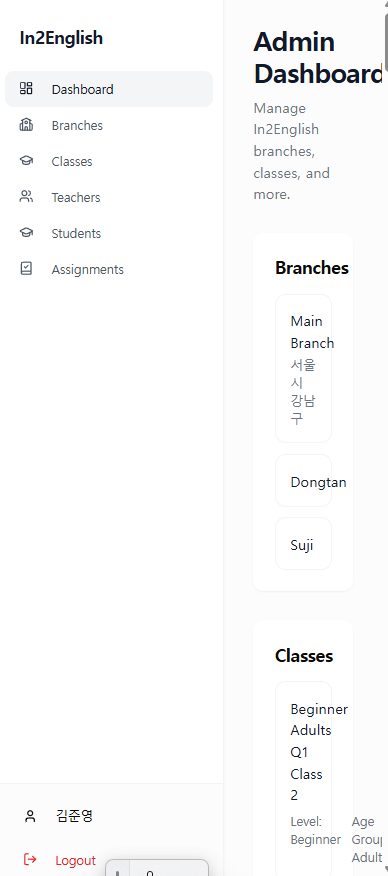 In2English
Dashboard
Branches
Classes
Teachers
Students
Assignments
김준영
Logout
Admin
Dashboard
Manage
In2English
branches,
classes, and
more.
Branches
Main
Branch
서울
시
강남
구
Dongtan
Suji
Classes
Beginner
Adults
Q1
Class
2
Level:
Beginner
Age
Group
Adult